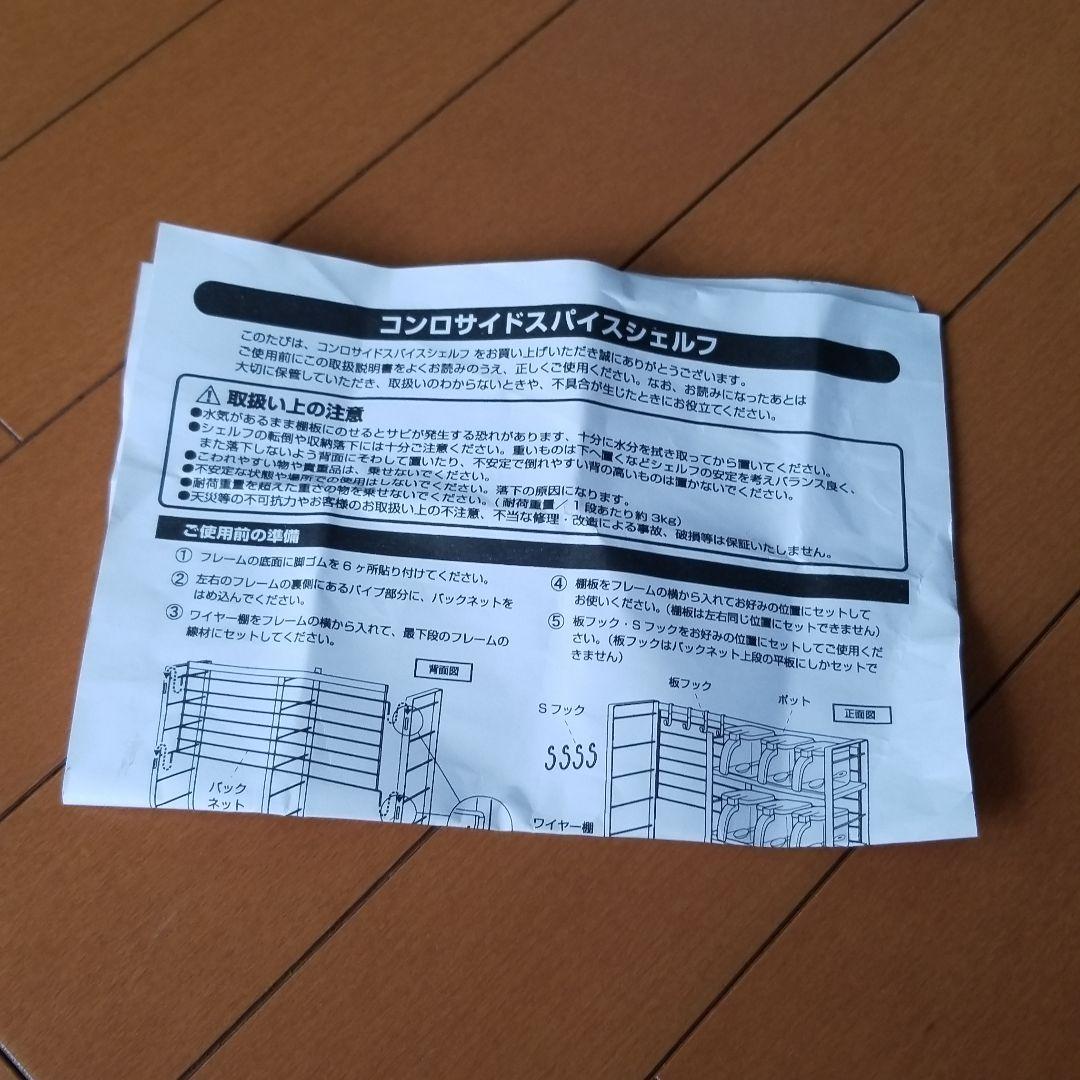 コンロサイドスパイスシェルフ
このたびは、コンロサイドスパイスシェルフ をお買い上げいただき誠にありがとうございます。
ご使用前にこの取扱説明書をよくお読みのうえ、正しくご使用ください。なお、お読みになったあとは
大切に保管していただき、取扱いのわからないときや、不具合が生じたときにお役立てください。
取扱い上の注意
●水気があるまま棚板にのせるとサビが発生する恐れがあります、十分に水分を拭き取ってから置いてください。
●シェルフの転倒や収納落下には十分ご注意ください。重いものは下へ置くなどシェルフの安定を考えバランス良く、
また落下しないよう背面にそわして置いたり、不安定で倒れやすい背の高いものは置かないでください。
●こわれやすい物や貴重品は、乗せないでください。
●不安定な状態や場所での使用はしないでください。落下の原因になります。
●耐荷重量を超えた重さの物を乗せないでください。(耐荷重量／1段あたり約3kg)
●天災等の不可抗力やお客様のお取扱い上の不注意、不当な修理・改造による事故、破損等は保証いたしません。
ご使用前の準備
① フレームの底面に脚ゴムを6ヶ所貼り付けてください。
② 左右のフレームの裏側にあるパイプ部分に、バックネットを
はめ込んでください。
③ ワイヤー棚をフレームの横から入れて、最下段のフレームの
線材にセットしてください。
④ 棚板をフレームの横から入れてお好みの位置にセットして
お使いください。(棚板は左右同じ位置にセットできません)
⑤ 板フック・Sフックをお好みの位置にセットしてご使用くだ
さい。(板フックはバックネット上段の平板にしかセットで
きません)
背面図
バック
ネット
Sフック
板フック
ポット
正面図
ワイヤー棚